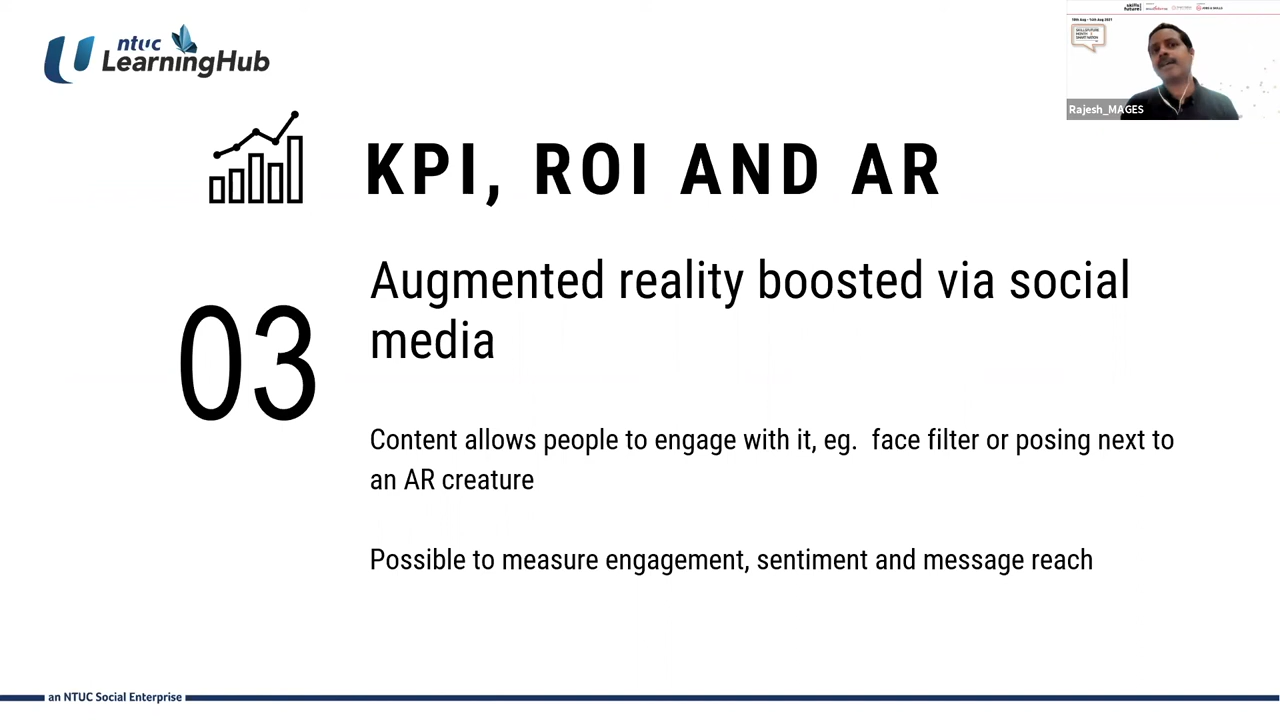 ntuc
LearningHub
KPI, ROI AND AR
03
Augmented reality boosted via social
media
Content allows people to engage with it, eg. face filter or posing next to
an AR creature
Possible to measure engagement, sentiment and message reach
Rajesh_MAGES
an NTUC Social Enterprise